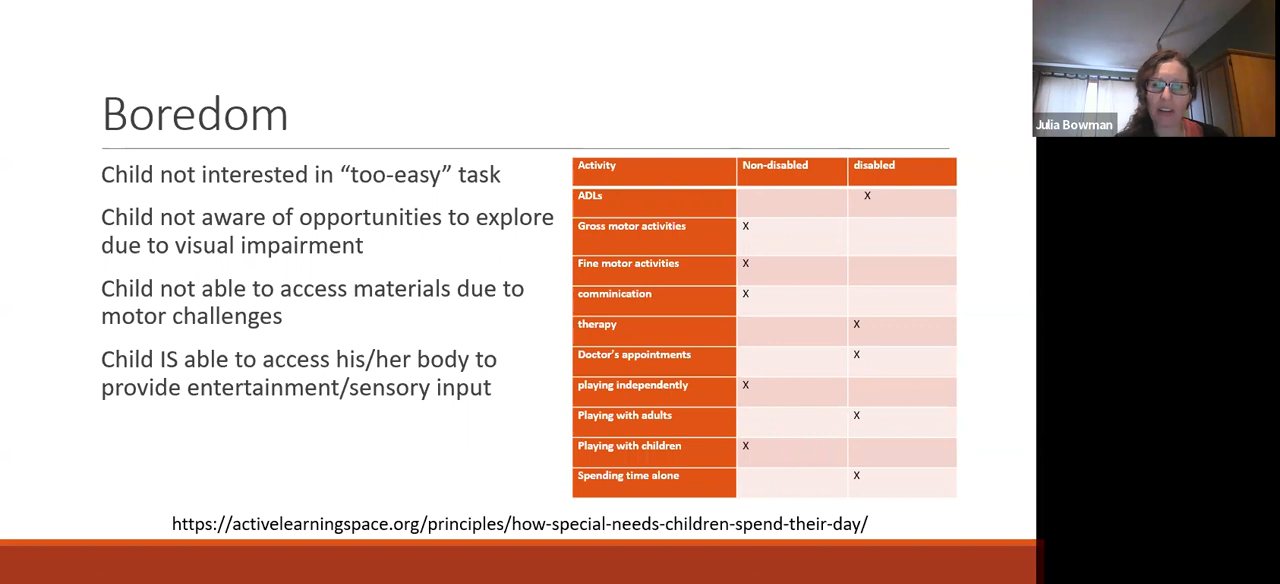 Boredom
Child not interested in “too-easy” task
Child not aware of opportunities to explore
due to visual impairment
Child not able to access materials due to
motor challenges
Child IS able to access his/her body to
provide entertainment/sensory input
Activity Non-disabled disabled
ADLs X
Gross motor activities X
Fine motor activities X
comminication X
therapy X
Doctor's appointments X
playing independently X
Playing with adults X
Playing with children X
Spending time alone X
https://activelearningspace.org/principles/how-special-needs-children-spend-their-day/
Julia Bowman